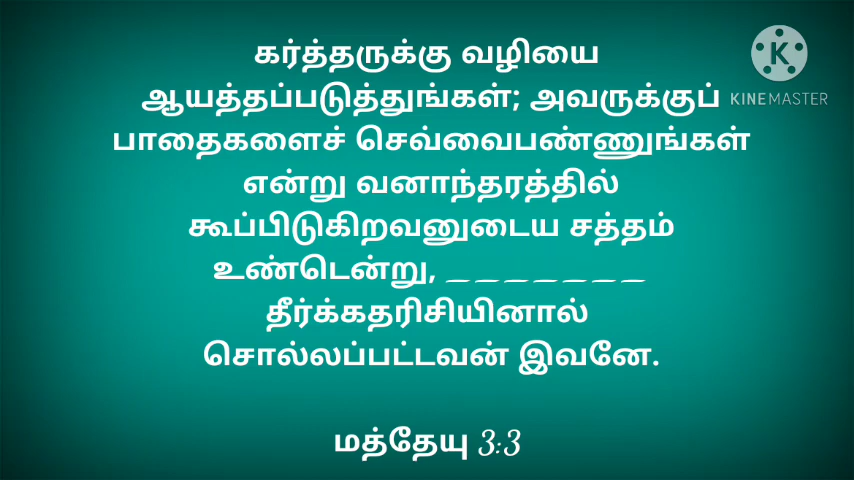 கர்த்தருக்கு வழியை
ஆயத்தப்படுத்துங்கள்; அவருக்குப்
பாதைகளைச் செவ்வைபண்ணுங்கள்
என்று வனாந்தரத்தில்
கூப்பிடுகிறவனுடைய சத்தம்
உண்டென்று, _______
தீர்க்கதரிசியினால்
சொல்லப்பட்டவன் இவனே.
மத்தேயு 3:3
K
KINEMASTER